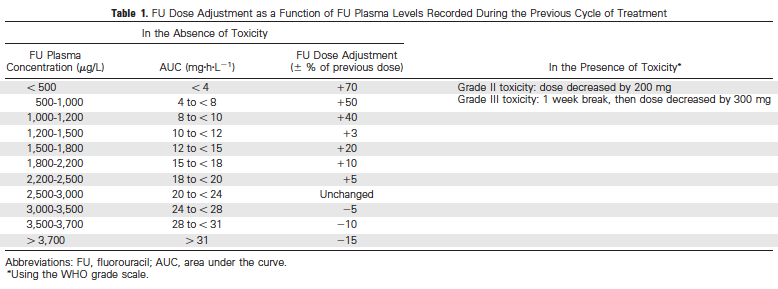 Table 1. FU Dose Adjustment as a Function of FU Plasma Levels Recorded During the Previous Cycle of Treatment
In the Absence of Toxicity
FU Plasma Concentration (μg/L) AUC (mg·h·L−1) FU Dose Adjustment (± % of previous dose) In the Presence of Toxicity*
< 500 < 4 +70 Grade II toxicity: dose decreased by 200 mg
500-1,000 4 to < 8 +50 Grade III toxicity: 1 week break, then dose decreased by 300 mg
1,000-1,200 8 to < 10 +40
1,200-1,500 10 to < 12 +3
1,500-1,800 12 to < 15 +20
1,800-2,200 15 to < 18 +10
2,200-2,500 18 to < 20 +5
2,500-3,000 20 to < 24 Unchanged
3,000-3,500 24 to < 28 −5
3,500-3,700 28 to < 31 −10
> 3,700 > 31 −15
Abbreviations: FU, fluorouracil; AUC, area under the curve.
*Using the WHO grade scale.